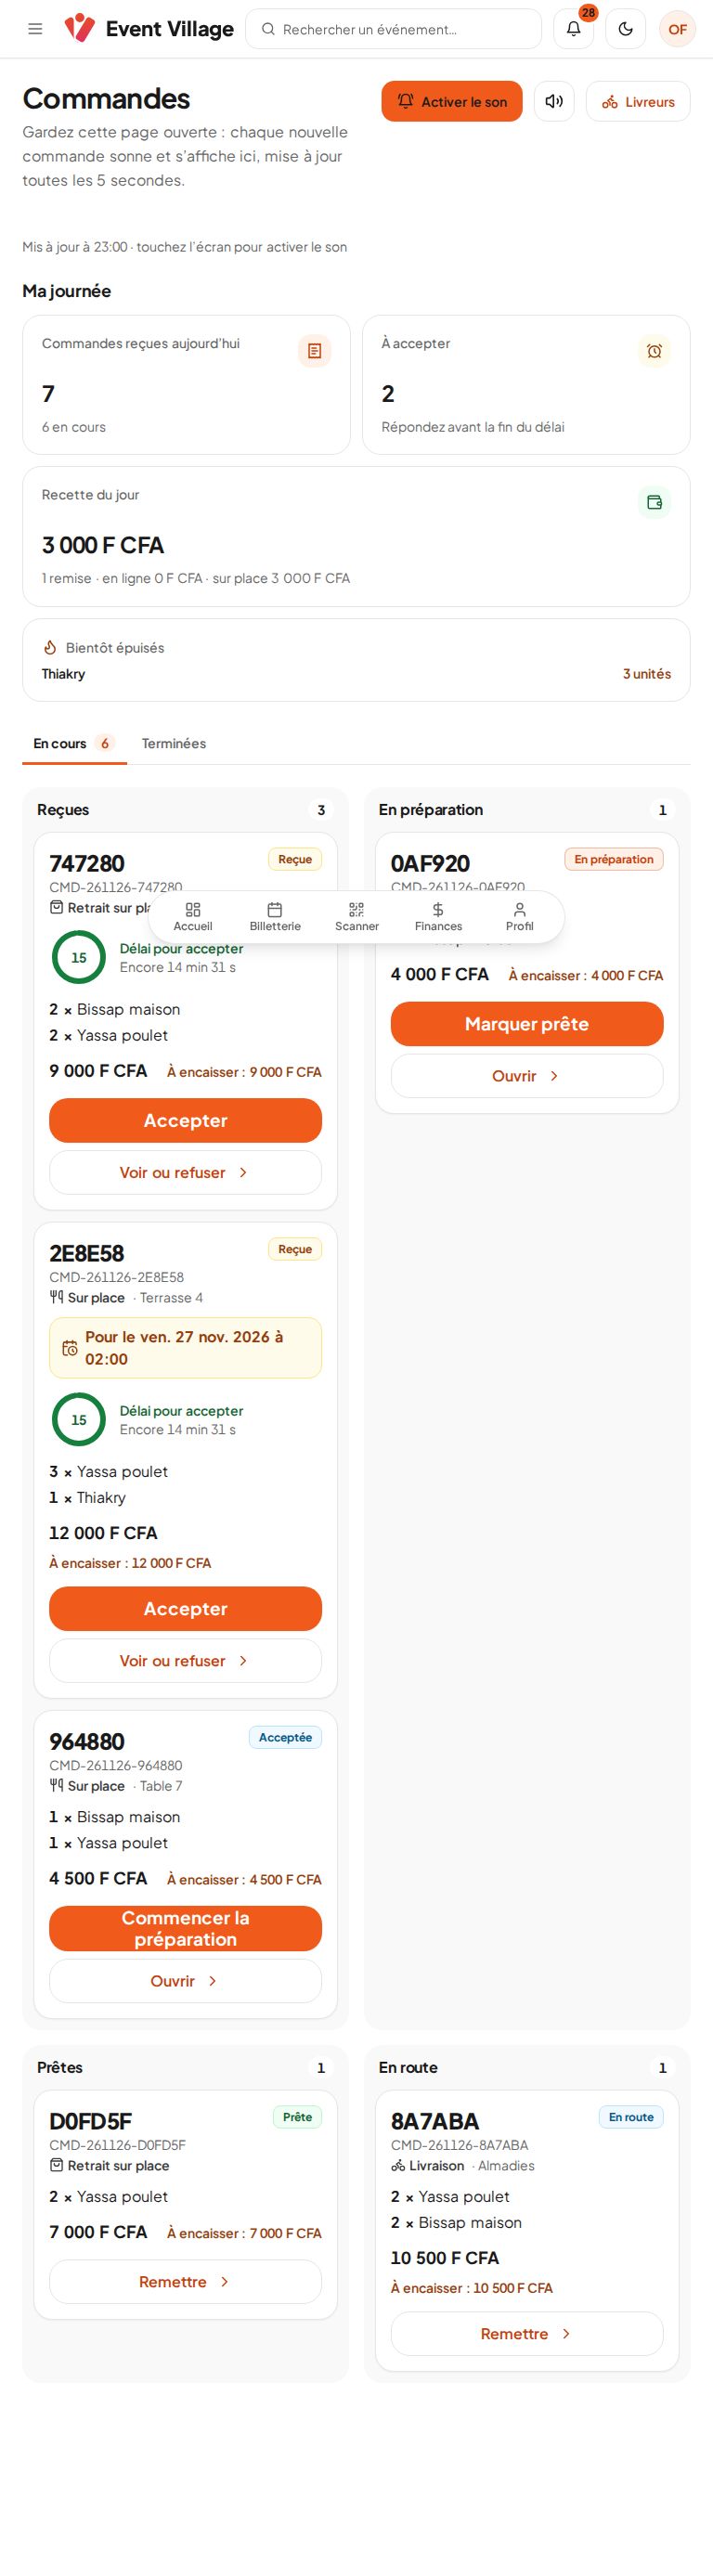 Event Village
Rechercher un événement...
28
OF
Commandes
Activer le son
Livreurs
Gardez cette page ouverte : chaque nouvelle
commande sonne et s'affiche ici, mise à jour
toutes les 5 secondes.
Mis à jour à 23:00 · touchez l'écran pour activer le son
Ma journée
Commandes reçues aujourd'hui
7
6 en cours
À accepter
2
Répondez avant la fin du délai
Recette du jour
3 000 F CFA
1 remise · en ligne 0 F CFA · sur place 3 000 F CFA
Bientôt épuisés
Thiakry
3 unités
En cours 6
Terminées
Reçues
3
747280
Reçue
CMD-261126-747280
Retrait sur
15
Délai pour accepter
Encore 14 min 31 s
2 × Bissap maison
2 × Yassa poulet
9 000 F CFA
À encaisser : 9 000 F CFA
Accepter
Voir ou refuser
2E8E58
Reçue
CMD-261126-2E8E58
Sur place · Terrasse 4
Pour le ven. 27 nov. 2026 à
02:00
15
Délai pour accepter
Encore 14 min 31 s
3 × Yassa poulet
1 × Thiakry
12 000 F CFA
À encaisser : 12 000 F CFA
Accepter
Voir ou refuser
964880
Acceptée
CMD-261126-964880
Sur place · Table 7
1 × Bissap maison
1 × Yassa poulet
4 500 F CFA
À encaisser : 4 500 F CFA
Commencer la
préparation
Ouvrir
En préparation
1
0AF920
En préparation
CMD-261126-0AF920
4 000 F CFA
À encaisser : 4 000 F CFA
Marquer prête
Ouvrir
Accueil
Billetterie
Scanner
Finances
Profil
Prêtes
1
D0FD5F
Prête
CMD-261126-D0FD5F
Retrait sur place
2 × Yassa poulet
7 000 F CFA
À encaisser : 7 000 F CFA
Remettre
En route
1
8A7ABA
En route
CMD-261126-8A7ABA
Livraison · Almadies
2 × Yassa poulet
2 × Bissap maison
10 500 F CFA
À encaisser : 10 500 F CFA
Remettre